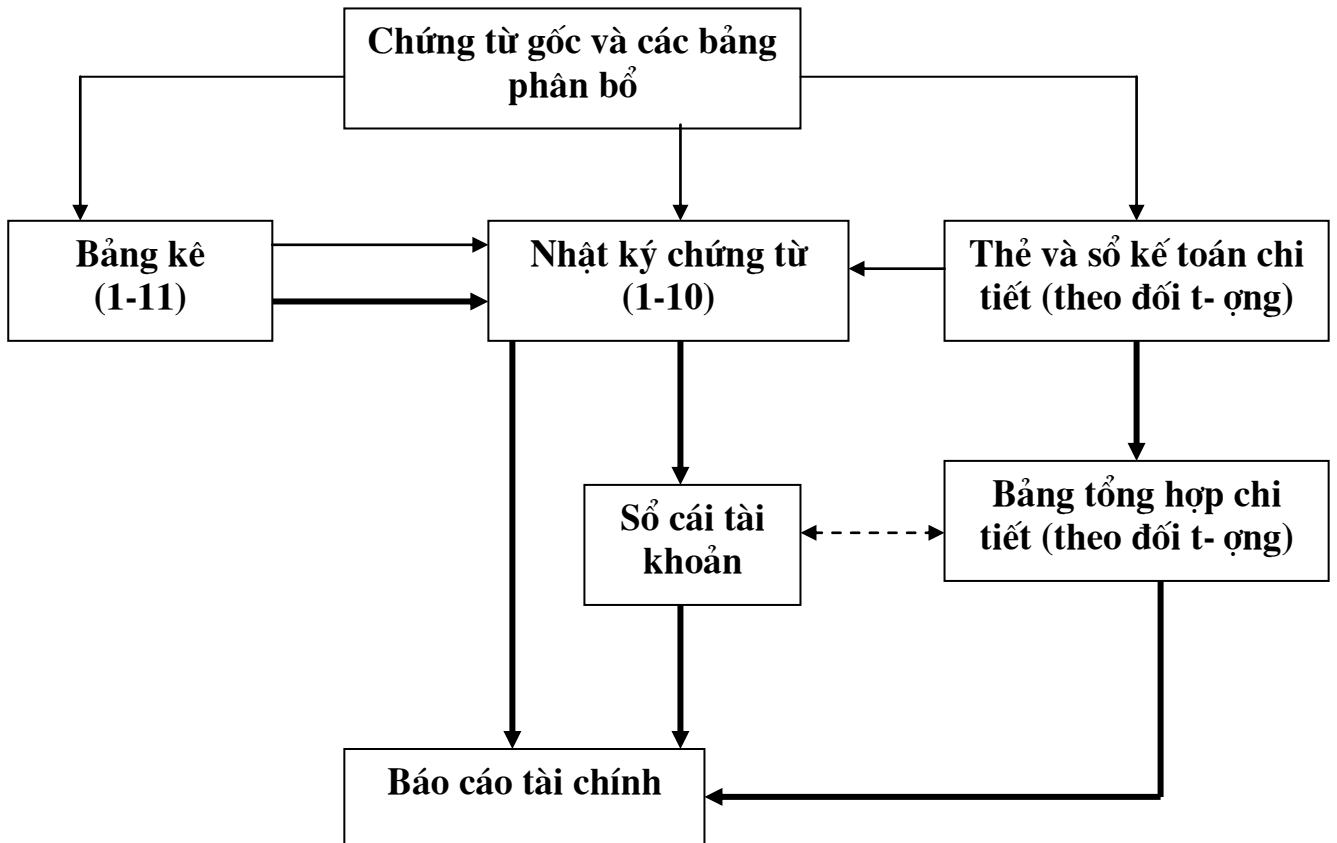 Chứng từ gốc và các bảng
phân bổ
Bảng kê
(1-11)
Nhật ký chứng từ
(1-10)
Thẻ và sổ kế toán chi
tiết (theo đối t- ợng)
Sổ cái tài
khoản
Bảng tổng hợp chi
tiết (theo đối t- ợng)
Báo cáo tài chính